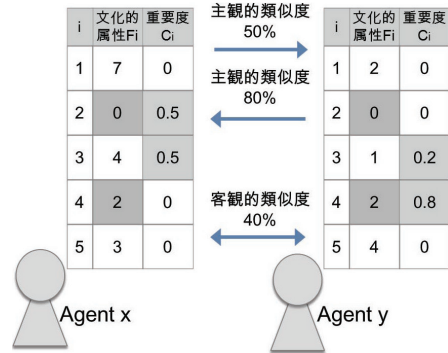 i 文化的属性Fi 重要度Ci
1 7 0
2 0 0.5
3 4 0.5
4 2 0
5 3 0
Agent x
主観的類似度
50%
主観的類似度
80%
客観的類似度
40%
i 文化的属性Fi 重要度Ci
1 2 0
2 0 0
3 1 0.2
4 2 0.8
5 4 0
Agent y